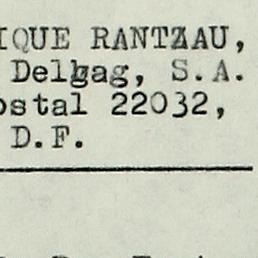 IQUE RANTZAU,
Delgag, S.A.
ostal 22032,
D.F.